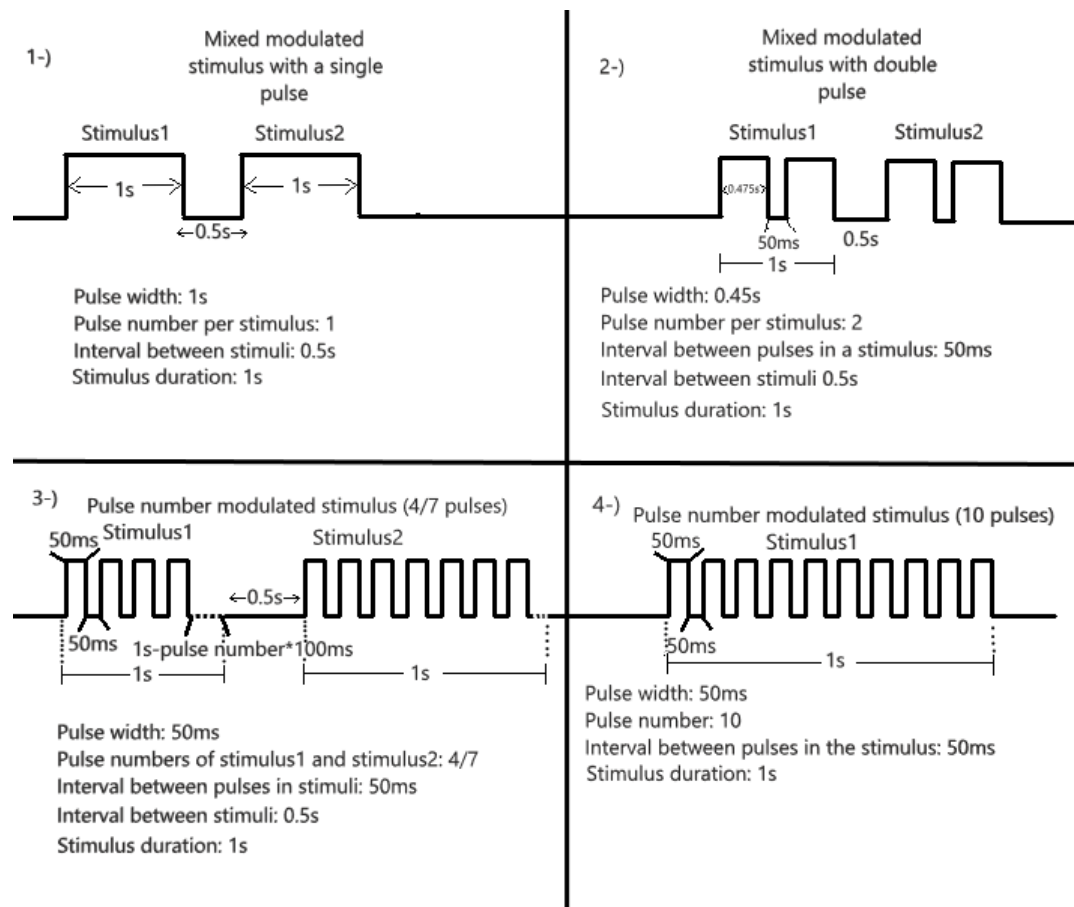 1-)
Mixed modulated
stimulus with a single
pulse
Stimulus1
Stimulus2
1s
1s
0.5s
Pulse width: 1s
Pulse number per stimulus: 1
Interval between stimuli: 0.5s
Stimulus duration: 1s
2-)
Mixed modulated
stimulus with double
pulse
Stimulus1
Stimulus2
0.475s
50ms
0.5s
1s
Pulse width: 0.45s
Pulse number per stimulus: 2
Interval between pulses in a stimulus: 50ms
Interval between stimuli 0.5s
Stimulus duration: 1s
3-)
Pulse number modulated stimulus (4/7 pulses)
Stimulus1
Stimulus2
50ms
0.5s
50ms
1s-pulse number*100ms
1s
1s
Pulse width: 50ms
Pulse numbers of stimulus1 and stimulus2: 4/7
Interval between pulses in stimuli: 50ms
Interval between stimuli: 0.5s
Stimulus duration: 1s
4-)
Pulse number modulated stimulus (10 pulses)
Stimulus1
50ms
50ms
1s
Pulse width: 50ms
Pulse number: 10
Interval between pulses in the stimulus: 50ms
Stimulus duration: 1s